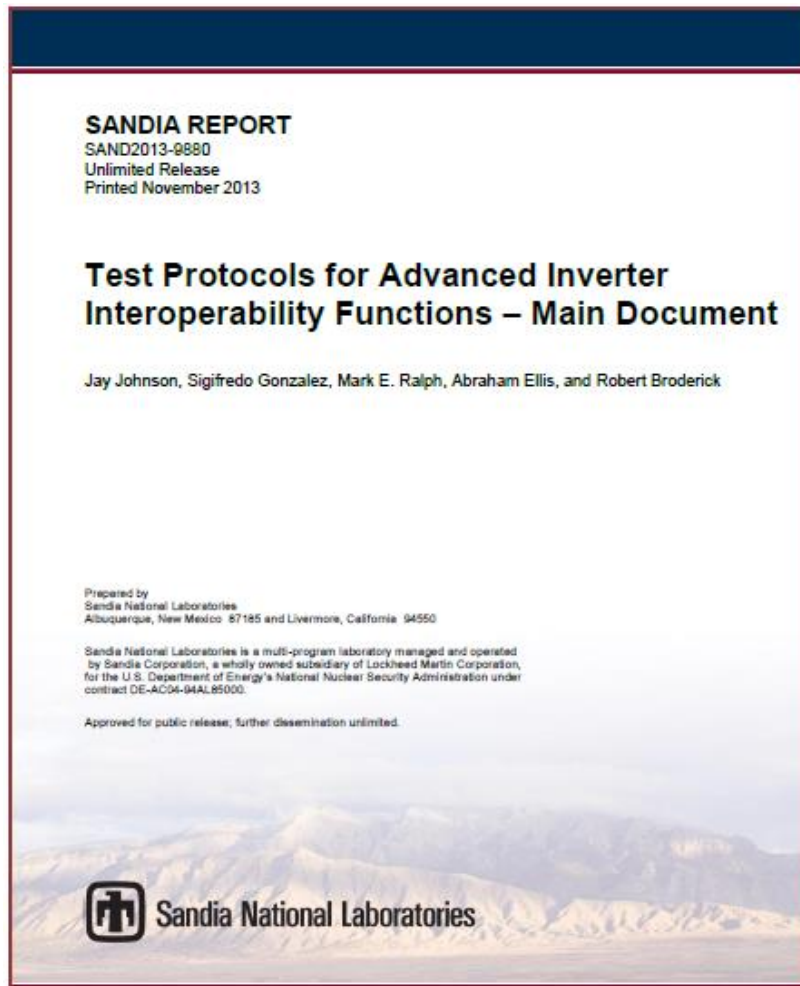 SANDIA REPORT
SAND2013-9880
Unlimited Release
Printed November 2013
Test Protocols for Advanced Inverter
Interoperability Functions – Main Document
Jay Johnson, Sigifredo Gonzalez, Mark E. Ralph, Abraham Ellis, and Robert Broderick
Prepared by
Sandia National Laboratories
Albuquerque, New Mexico 87185 and Livermore, California 94550
Sandia National Laboratories is a multi-program laboratory managed and operated
by Sandia Corporation, a wholly owned subsidiary of Lockheed Martin Corporation,
for the U.S. Department of Energy's National Nuclear Security Administration under
contract DE-AC04-94AL85000.
Approved for public release; further dissemination unlimited.
Sandia National Laboratories